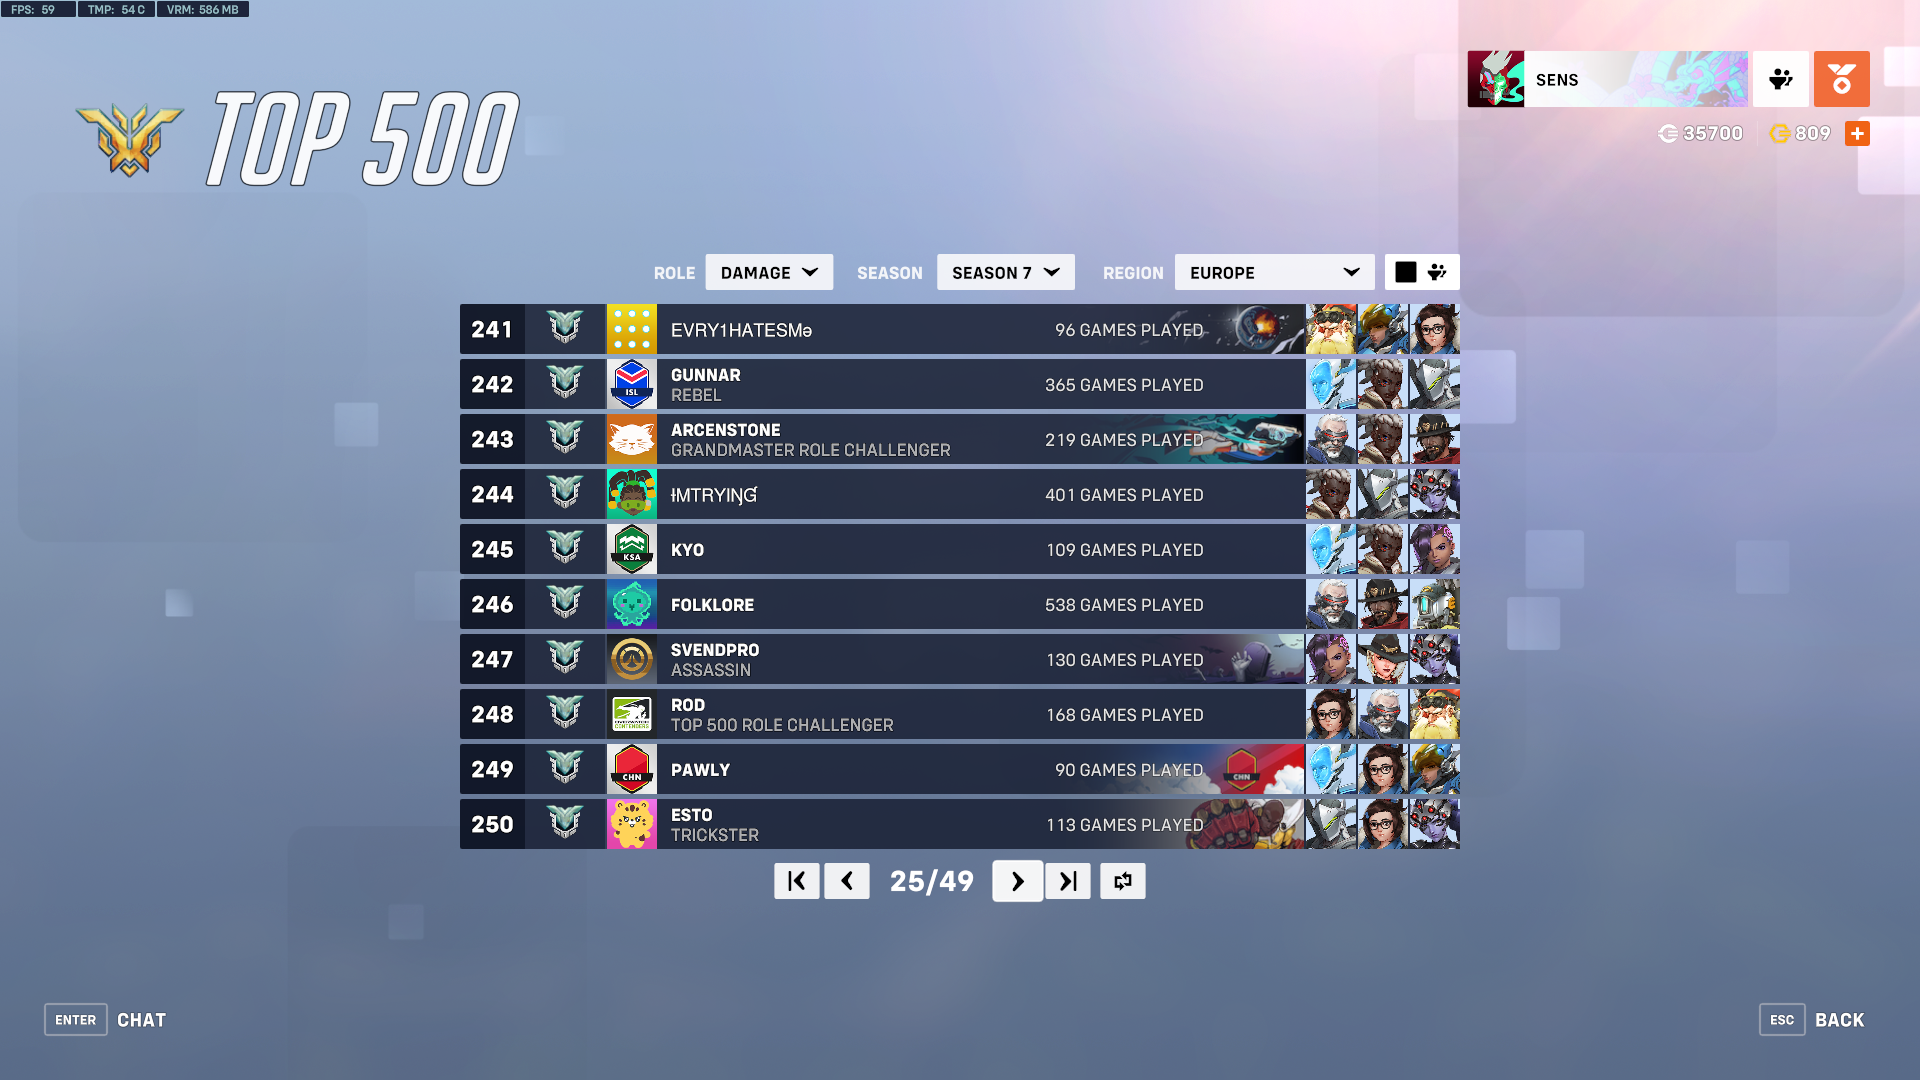 FPS: 59 TMP: 54 C VRM: 586 MB
TOP 500
SENS
35700 809
ROLE DAMAGE SEASON SEASON 7 REGION EUROPE
241 EVRY1HATESMə 96 GAMES PLAYED
242 GUNNAR 365 GAMES PLAYED
REBEL
ISL
243 ARCENSTONE 219 GAMES PLAYED
GRANDMASTER ROLE CHALLENGER
244 ƗMTRYIŊƓ 401 GAMES PLAYED
245 KYO 109 GAMES PLAYED
KSA
246 FOLKLORE 538 GAMES PLAYED
247 SVENDPRO 130 GAMES PLAYED
ASSASSIN
248 ROD 168 GAMES PLAYED
TOP 500 ROLE CHALLENGER
249 PAWLY 90 GAMES PLAYED CHN
CHN
250 ESTO 113 GAMES PLAYED
TRICKSTER
25/49
ENTER CHAT
ESC BACK